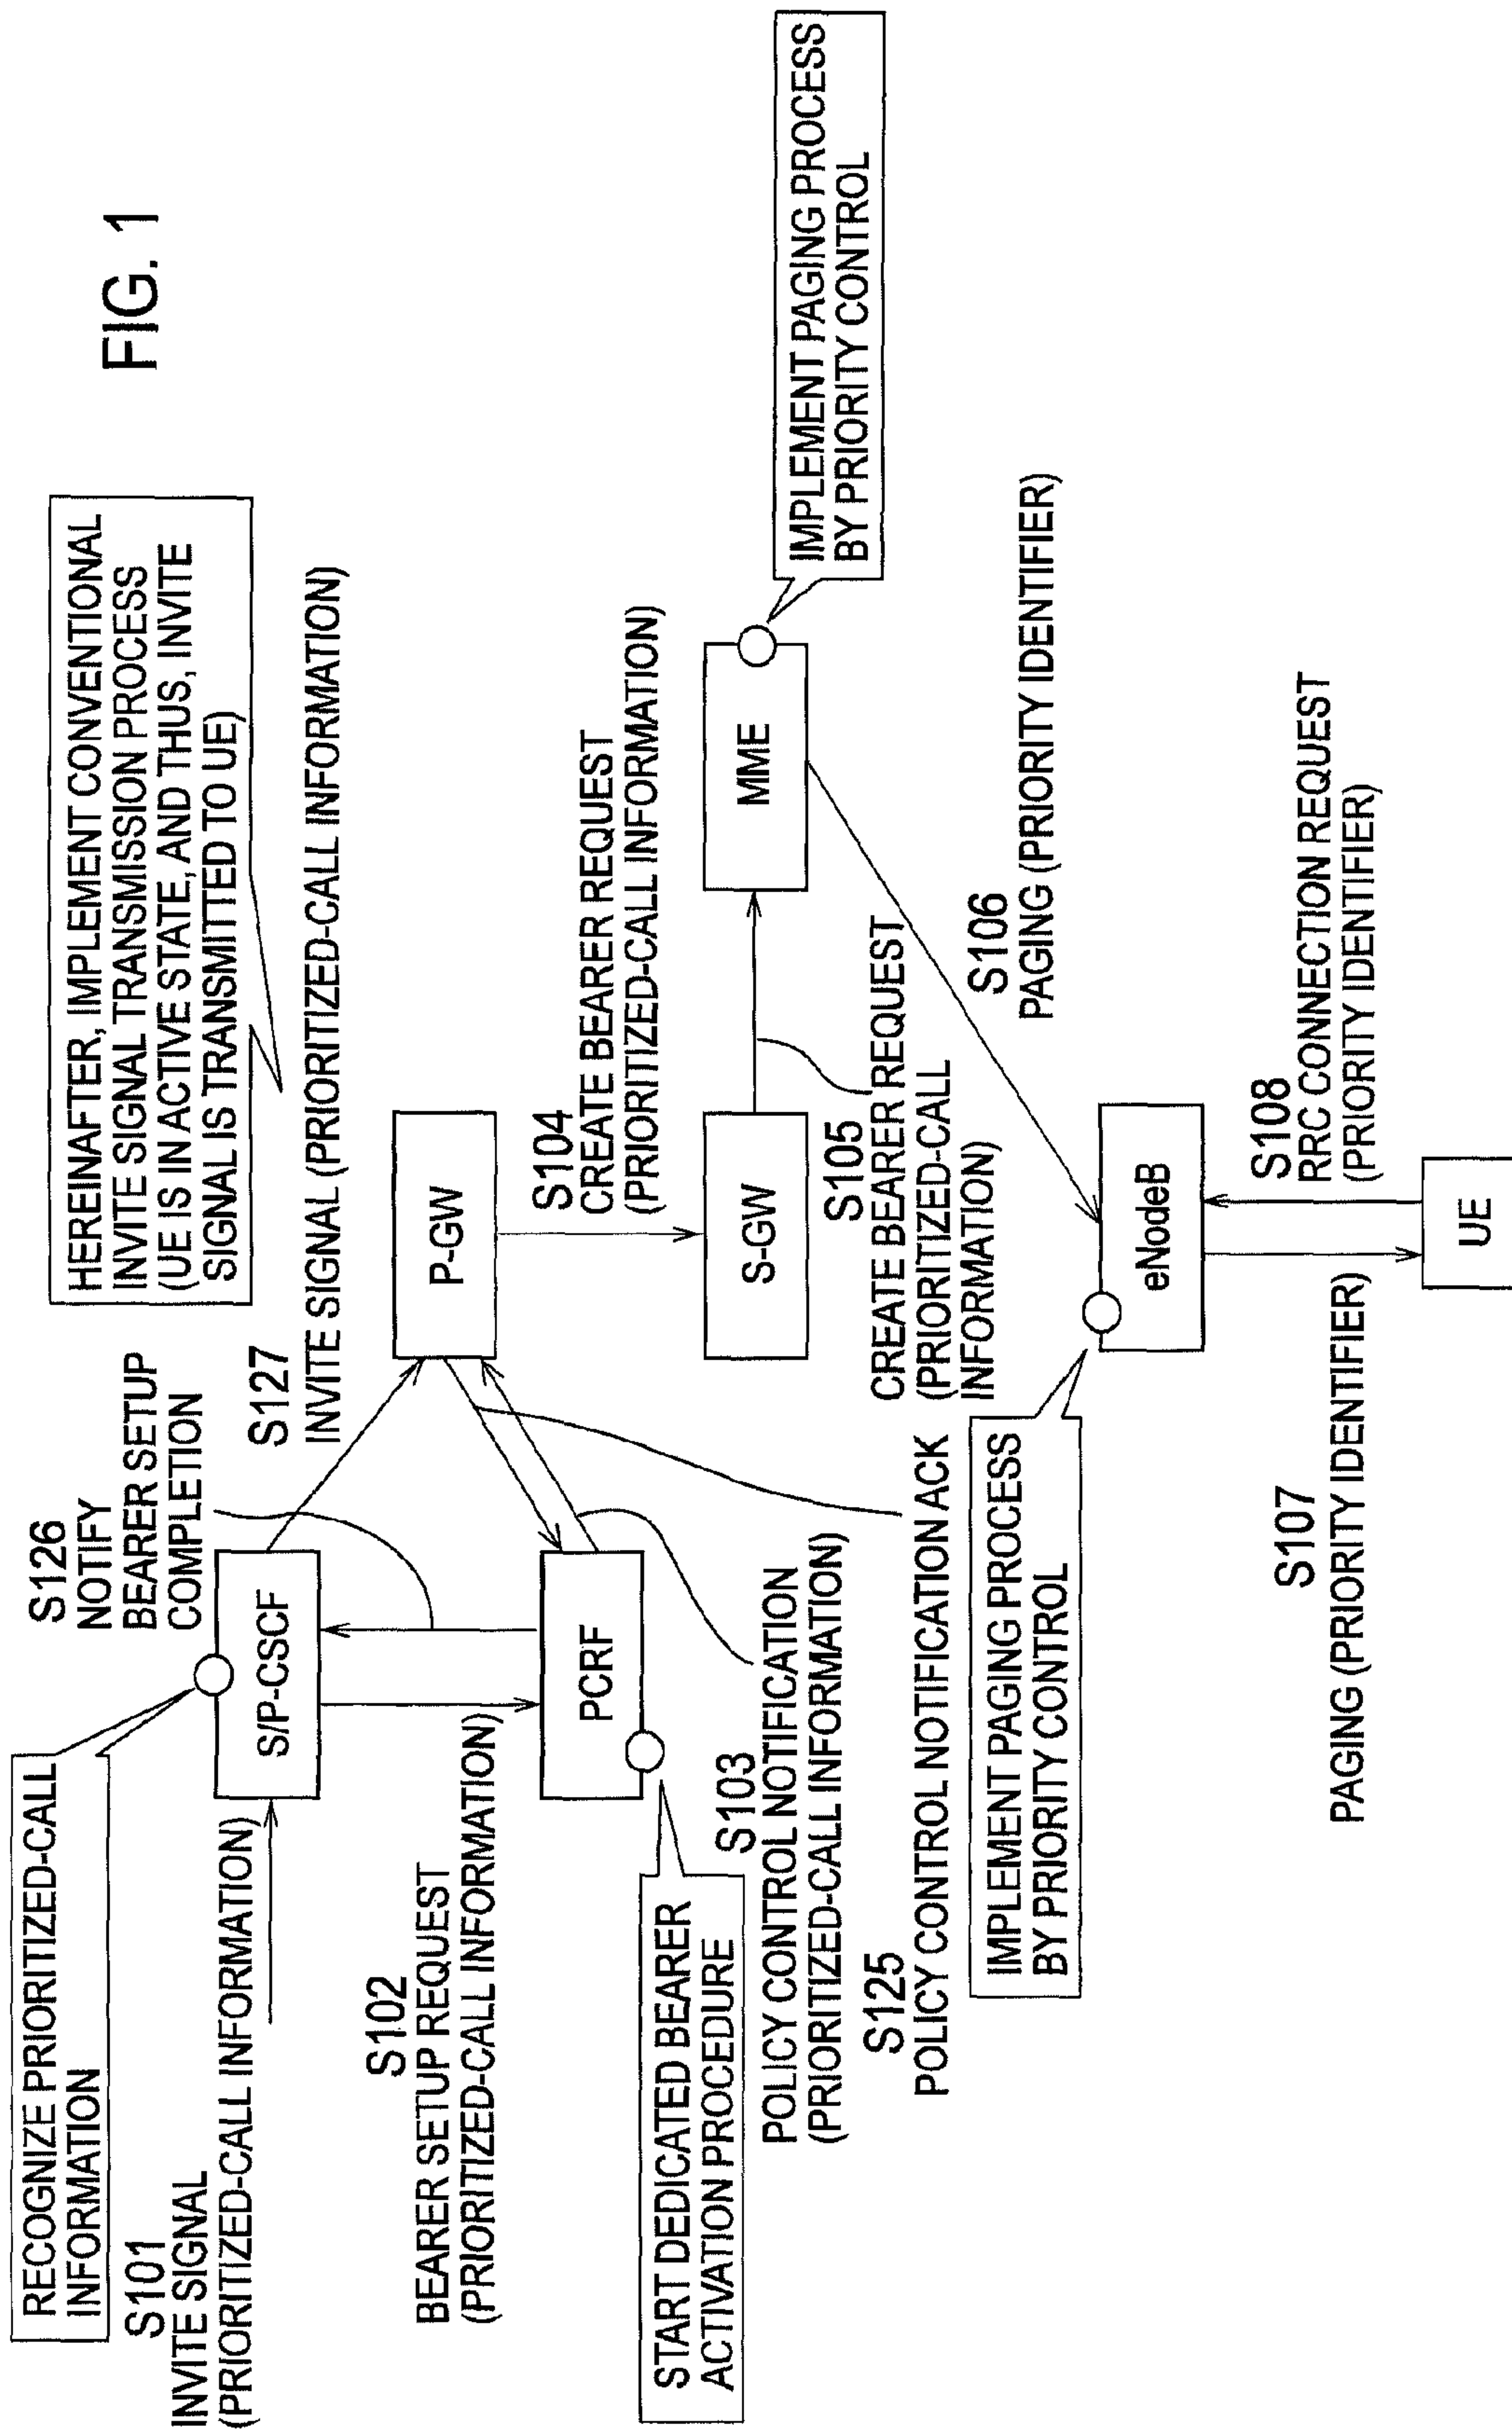 FIG. 1
RECOGNIZE PRIORITIZED-CALL
INFORMATION
S101
INVITE SIGNAL
(PRIORITIZED-CALL INFORMATION)
S126
NOTIFY
BEARER SETUP
COMPLETION
S/P-CSCF
HEREINAFTER, IMPLEMENT CONVENTIONAL
INVITE SIGNAL TRANSMISSION PROCESS
(UE IS IN ACTIVE STATE, AND THUS, INVITE
SIGNAL IS TRANSMITTED TO UE)
S127
INVITE SIGNAL (PRIORITIZED-CALL INFORMATION)
S102
BEARER SETUP REQUEST
(PRIORITIZED-CALL INFORMATION)
PCRF
P-GW
START DEDICATED BEARER
ACTIVATION PROCEDURE
S103
POLICY CONTROL NOTIFICATION
(PRIORITIZED-CALL INFORMATION)
S125
POLICY CONTROL NOTIFICATION ACK
S104
CREATE BEARER REQUEST
(PRIORITIZED-CALL INFORMATION)
S-GW
MME
IMPLEMENT PAGING PROCESS
BY PRIORITY CONTROL
S105
CREATE BEARER REQUEST
(PRIORITIZED-CALL
INFORMATION)
S106
PAGING (PRIORITY IDENTIFIER)
IMPLEMENT PAGING PROCESS
BY PRIORITY CONTROL
eNodeB
S107
PAGING (PRIORITY IDENTIFIER)
S108
RRC CONNECTION REQUEST
(PRIORITY IDENTIFIER)
UE